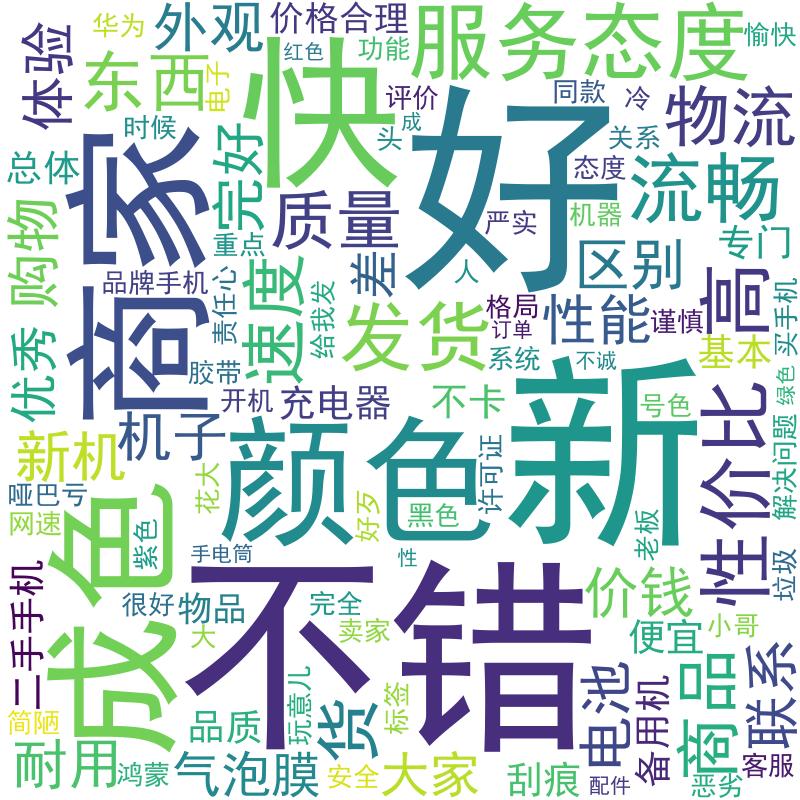 华为
外观
价格合理
服务态度
愉快
体验
东西
电子
红色
功能
快
评价
同款
冷
物流
时候
头
成
好
关系
总体
商家
完好
质量
态度
流畅
购物
重点
严实
机器
区别
专门
品牌手机
责任心
速度
给我发
差
人
发货
格局
订单
性能
谨慎
高
买手机
优秀
胶带
系统
不诚
基本
绿色
机子
开机
充电器
不卡
号色
性价比
新机
颜色
新
解决问题
哑巴亏
网速
成色
紫色
花大
好歹
黑色
许可证
老板
手电筒
性
垃圾
二手手机
不错
价钱
很好
物品
完全
便宜
小哥
大
卖家
简陋
玩意儿
标签
电池
备用机
商品
联系
品质
货
耐用
鸿蒙
气泡膜
安全
大家
刮痕
配件
恶劣
客服